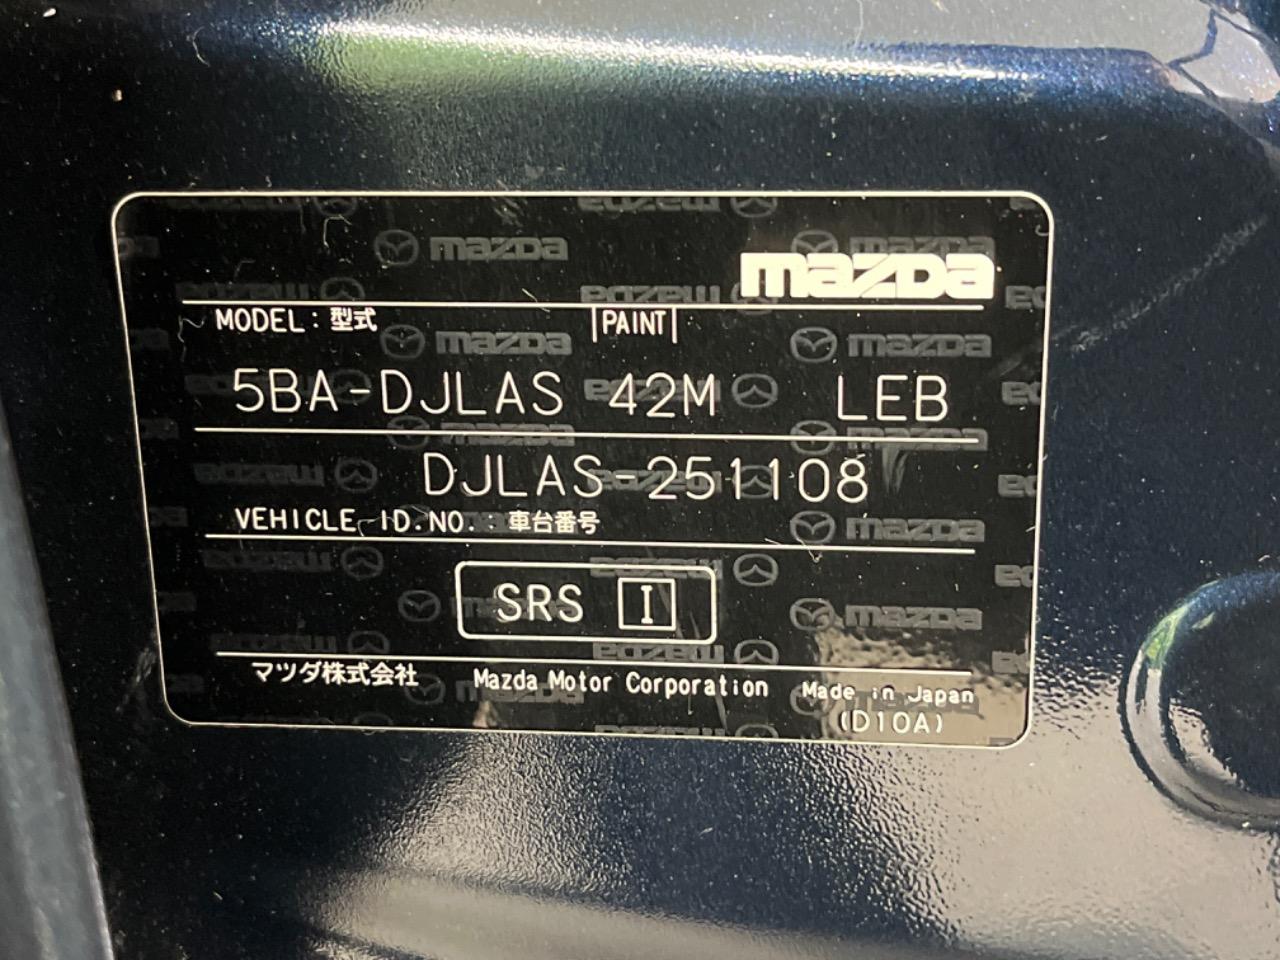 mazda
MODEL: 型式 PAINT
5BA-DJLAS 42M LEB
DJLAS-251108
VEHICLE ID.NO.: 車台番号
SRS I
マツダ株式会社 Mazda Motor Corporation Made in Japan
(D10A)